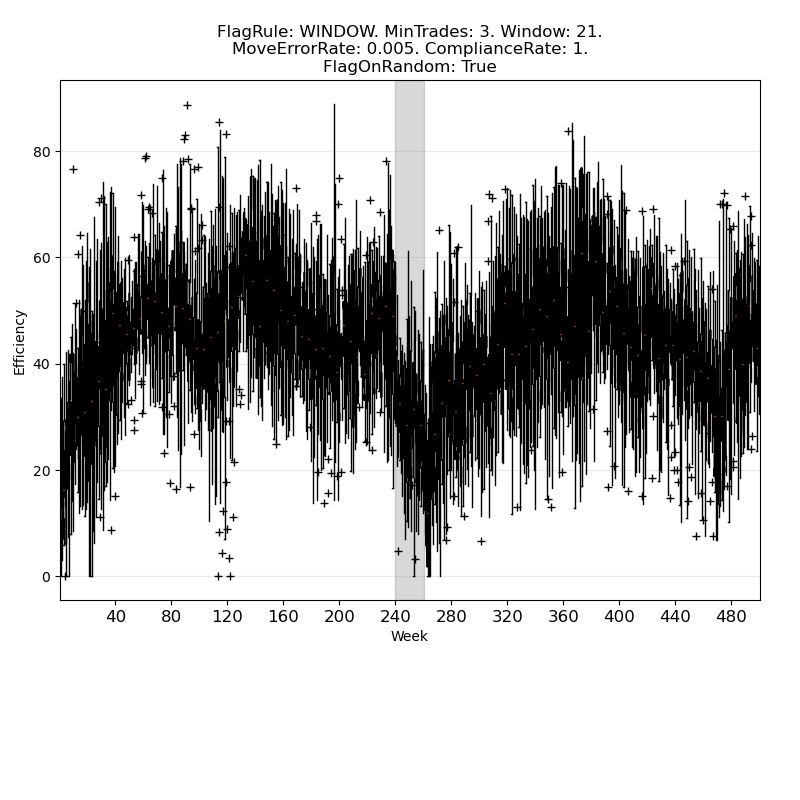 FlagRule: WINDOW. MinTrades: 3. Window: 21.
MoveErrorRate: 0.005. ComplianceRate: 1.
FlagOnRandom: True
80
60
40
20
0
Efficiency
40 80 120 160 200 240 280 320 360 400 440 480
Week